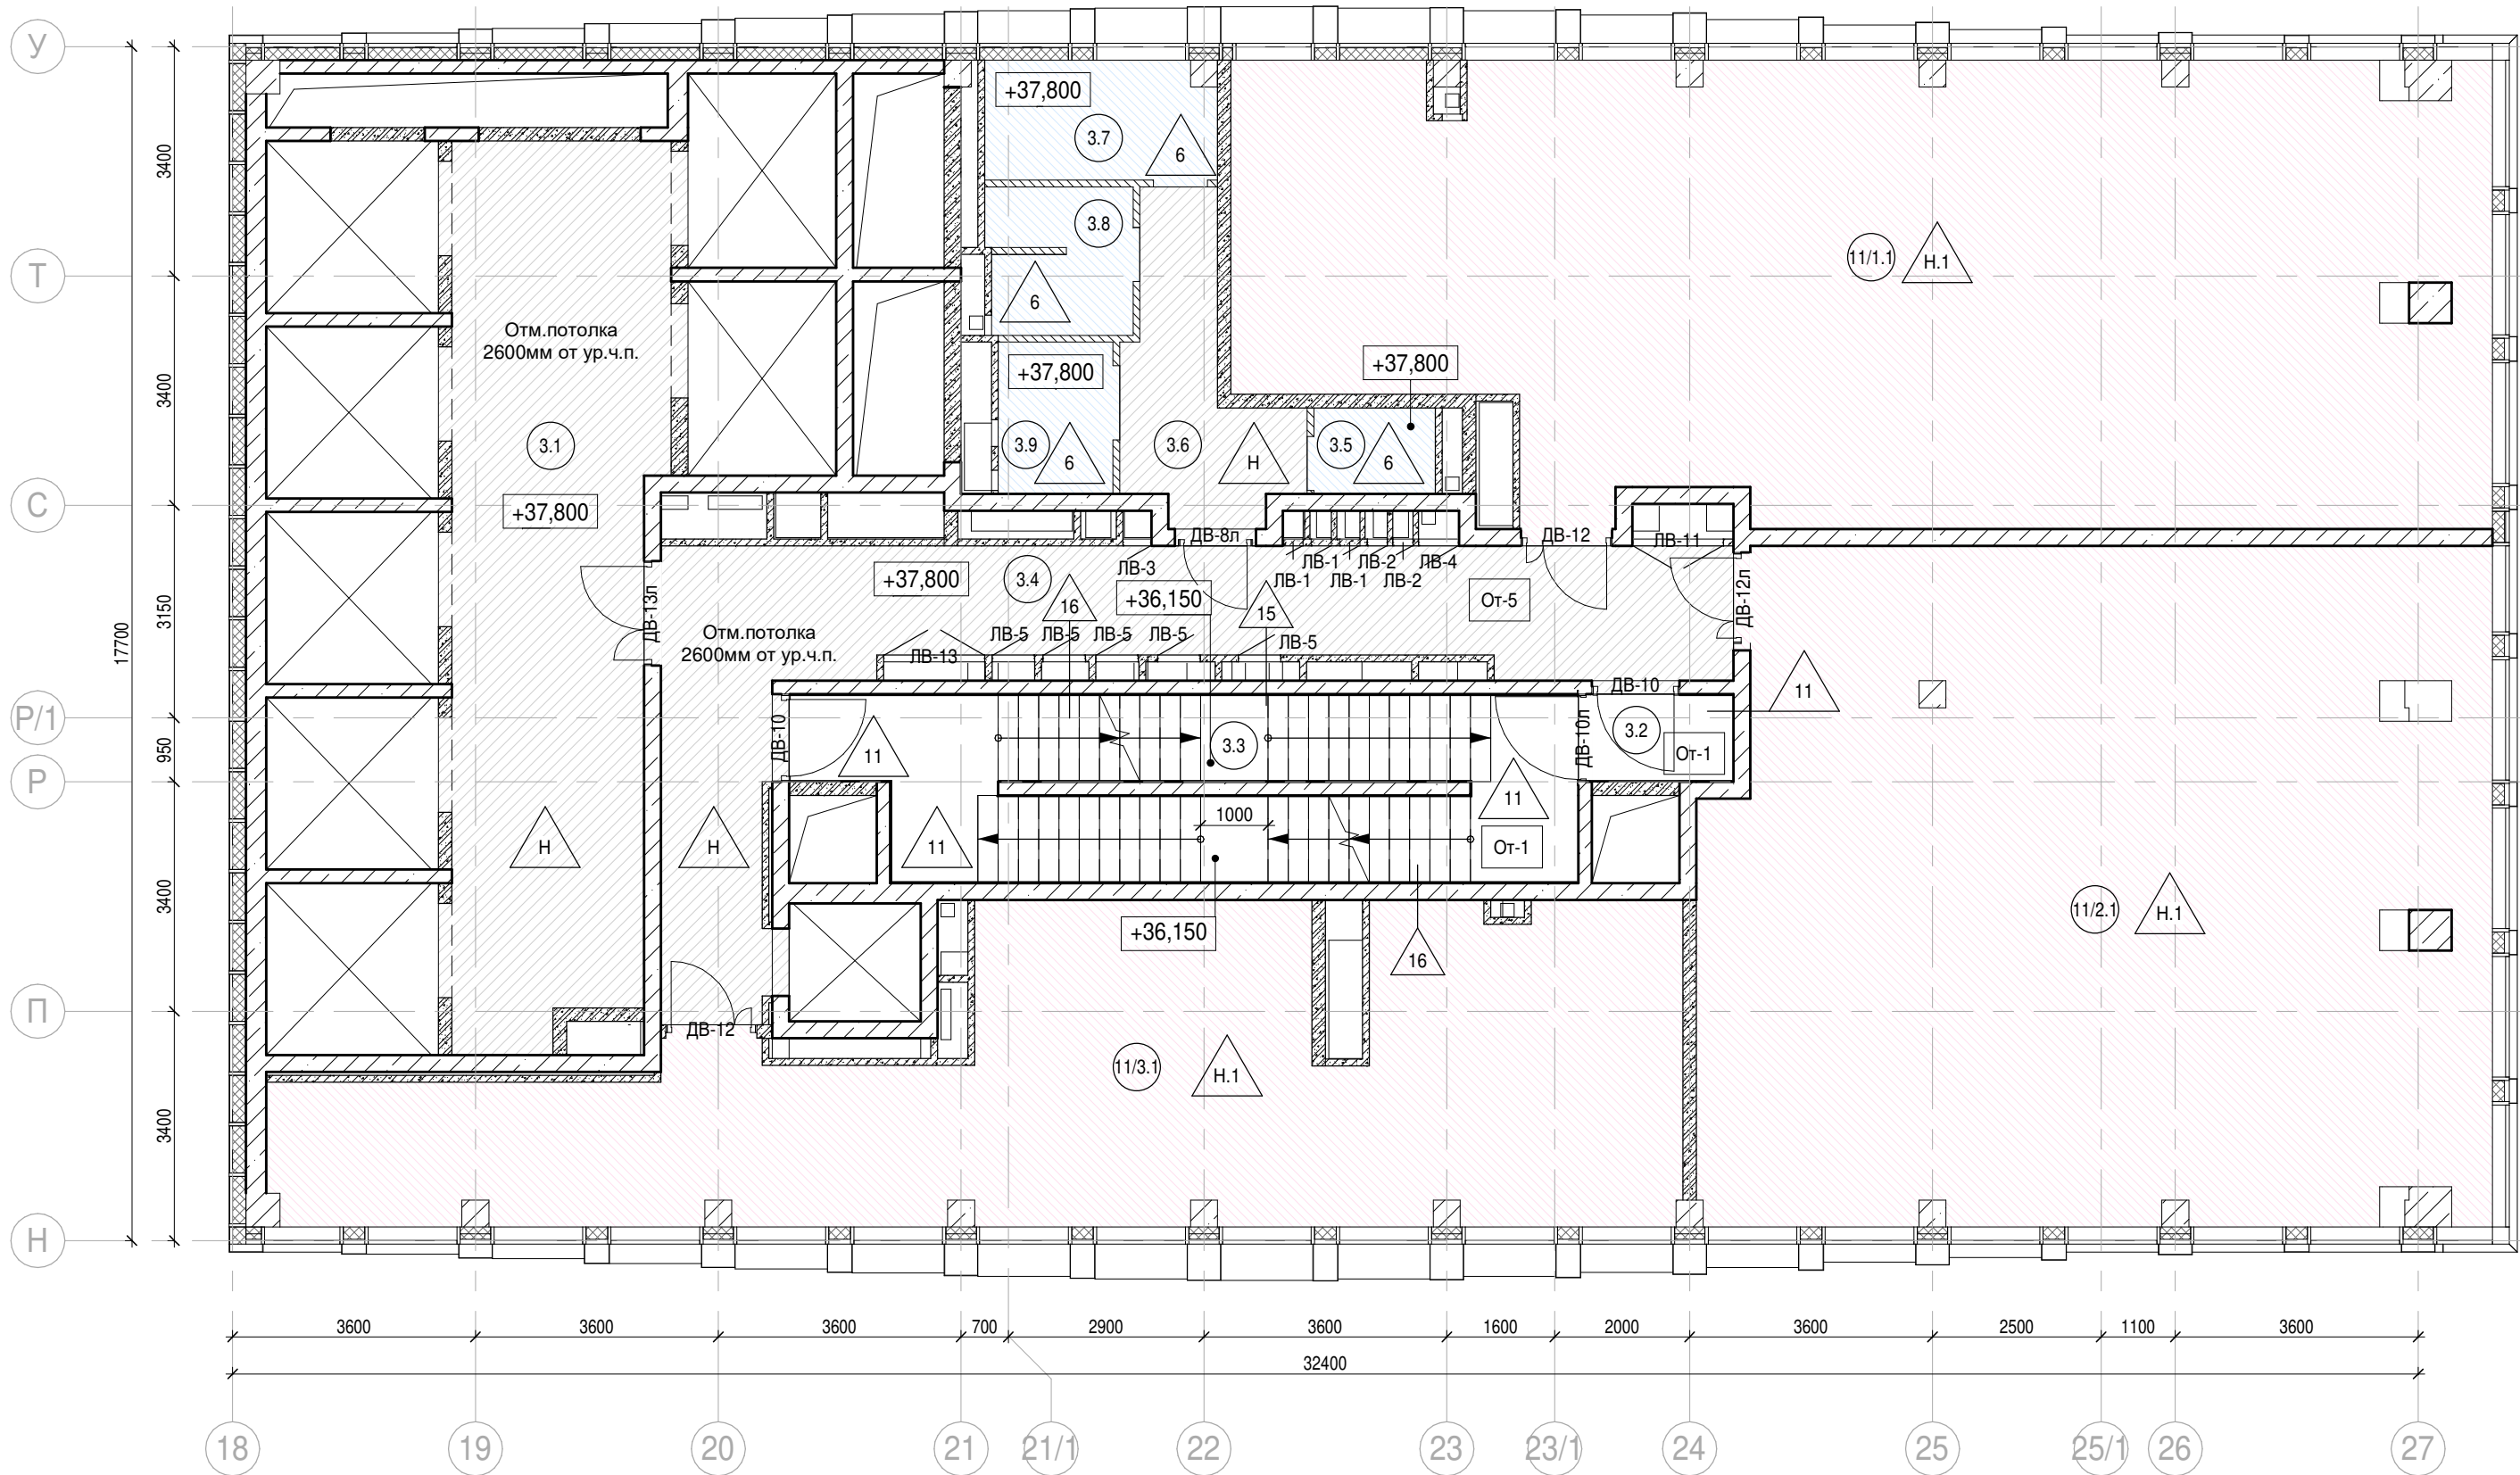 У
+37,800
3.7
6
3400
3.8
Т
11/1.1
Н.1
6
Отм.потолка
2600мм от ур.ч.п.
+37,800
+37,800
3400
3.1
3.9
6
3.6
Н
3.5
6
+37,800
С
ДВ-8л
ДВ-12
ЛВ-11
ЛВ-3
ЛВ-1
ЛВ-1
ЛВ-1
ЛВ-2
ЛВ-2
ЛВ-4
+37,800
3.4
16
+36,150
15
От-5
ДВ-13л
ДВ-12л
3150
17700
Отм.потолка
2600мм от ур.ч.п.
ЛВ-13
ЛВ-5
ЛВ-5
ЛВ-5
ЛВ-5
ЛВ-5
ДВ-10
11
Р/1
ДВ-10
11
3.3
ДВ-10л
3.2
От-1
950
Р
11
1000
Н
Н
11
От-1
3400
+36,150
16
11/2.1
Н.1
П
ДВ-12
11/3.1
Н.1
3400
Н
3600
3600
3600
700
2900
3600
1600
2000
3600
2500
1100
3600
32400
18
19
20
21
21/1
22
23
23/1
24
25
25/1
26
27